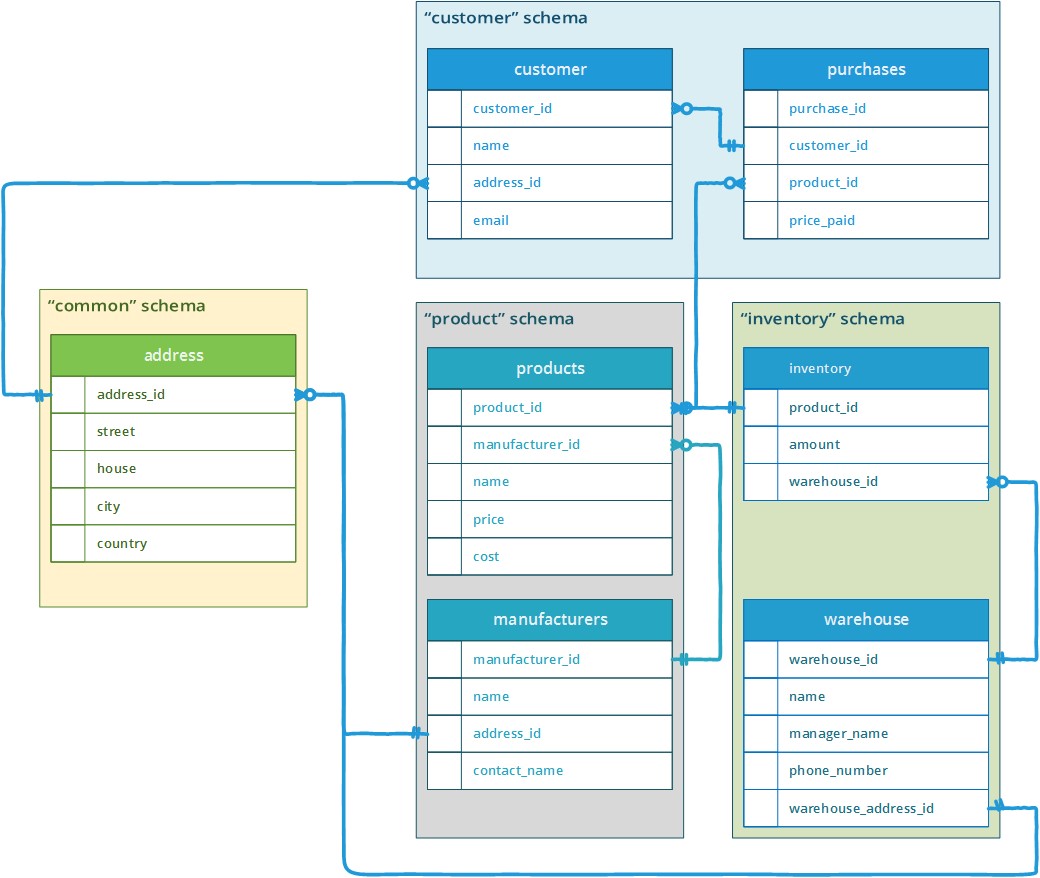 “customer” schema
customer
customer_id
name
address_id
email
purchases
purchase_id
customer_id
product_id
price_paid
“common” schema
address
address_id
street
house
city
country
“product” schema
products
product_id
manufacturer_id
name
price
cost
manufacturers
manufacturer_id
name
address_id
contact_name
“inventory” schema
inventory
product_id
amount
warehouse_id
warehouse
warehouse_id
name
manager_name
phone_number
warehouse_address_id